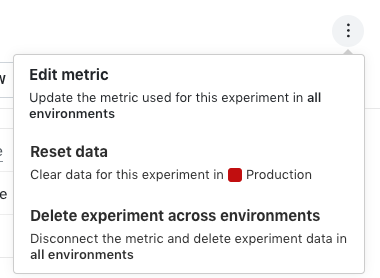 Edit metric
Update the metric used for this experiment in all
environments
Reset data
Clear data for this experiment in Production
Delete experiment across environments
Disconnect the metric and delete experiment data in
all environments